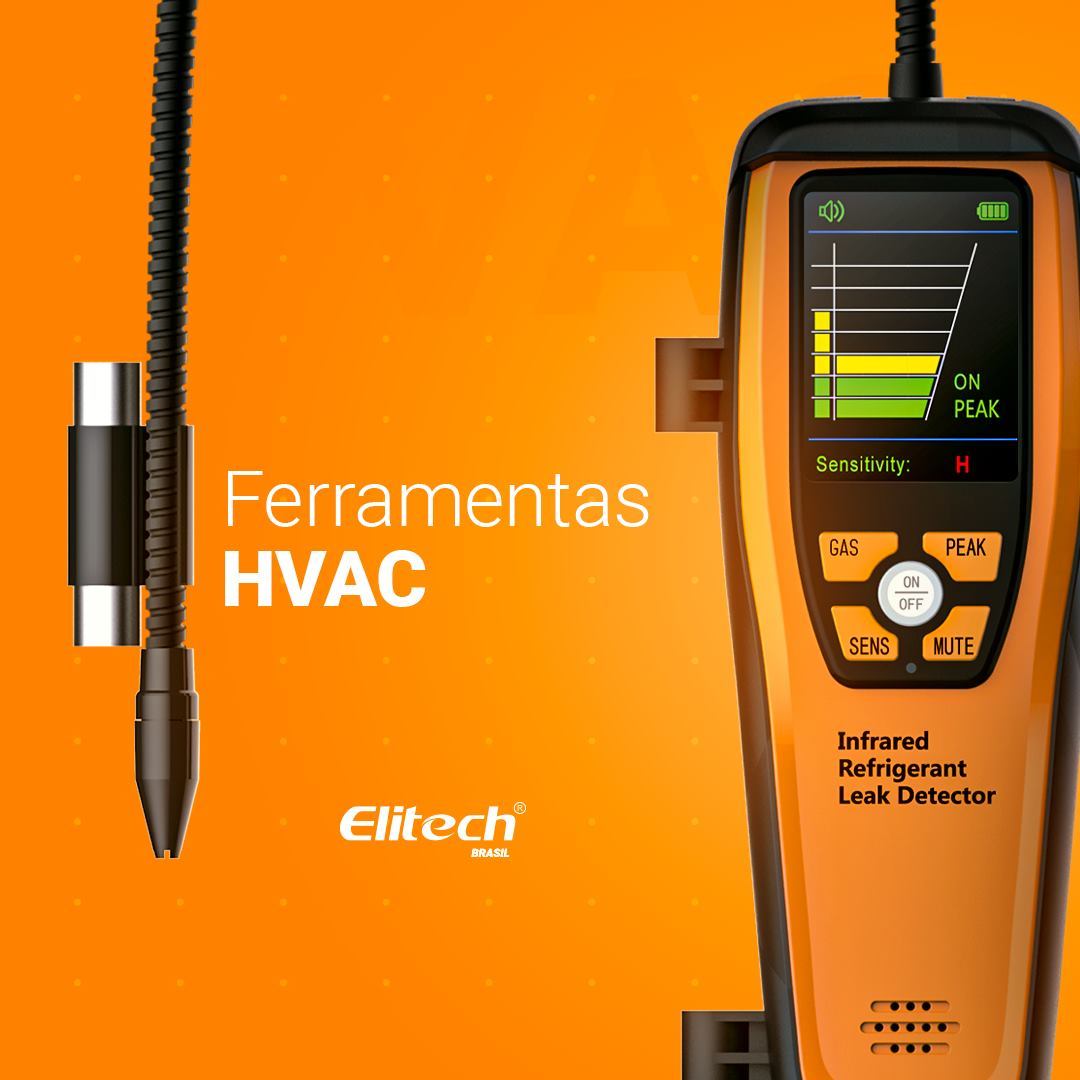 Ferramentas
HVAC
Elitech®
BRASIL
ON
PEAK
Sensitivity: H
GAS
PEAK
ON
OFF
SENS
MUTE
Infrared
Refrigerant
Leak Detector